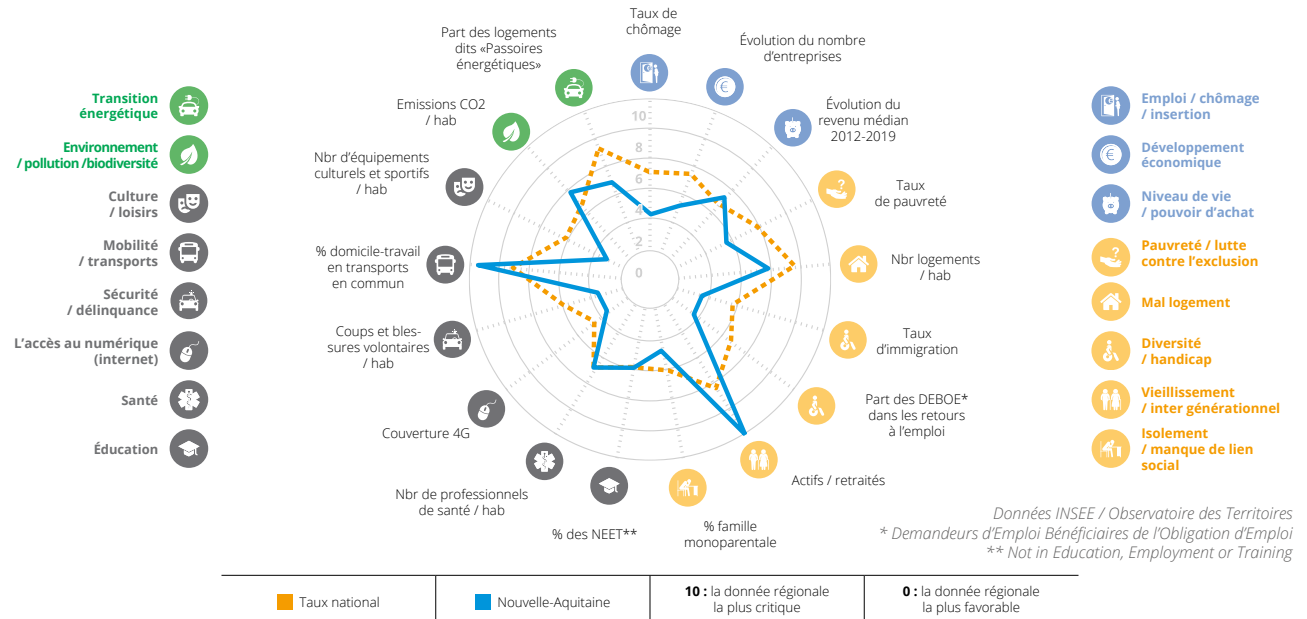 Taux de
chômage
Évolution du nombre
d'entreprises
Évolution du
revenu médian
2012-2019
Taux
de pauvreté
Nbr logements
/ hab
Taux
d'immigration
Part des DEBOE*
dans les retours
à l'emploi
Actifs / retraités
% famille
monoparentale
% des NEET**
Nbr de professionnels
de santé / hab
Couverture 4G
Coups et bles-
sures volontaires
/ hab
% domicile-travail
en transports
en commun
Nbr d'équipements
culturels et sportifs
/ hab
Emissions CO2
/ hab
Part des logements
dits «Passoires
énergétiques»
10
8
6
4
2
0
Transition
énergétique
Environnement
/ pollution /biodiversité
Culture
/ loisirs
Mobilité
/ transports
Sécurité
/ délinquance
L'accès au numérique
(internet)
Santé
Éducation
Emploi / chômage
/ insertion
Développement
économique
Niveau de vie
/ pouvoir d'achat
Pauvreté / lutte
contre l'exclusion
Mal logement
Diversité
/ handicap
Vieillissement
/ inter générationnel
Isolement
/ manque de lien
social
Données INSEE / Observatoire des Territoires
* Demandeurs d'Emploi Bénéficiaires de l'Obligation d'Emploi
** Not in Education, Employment or Training
Taux national
Nouvelle-Aquitaine
10 : la donnée régionale
la plus critique
0 : la donnée régionale
la plus favorable